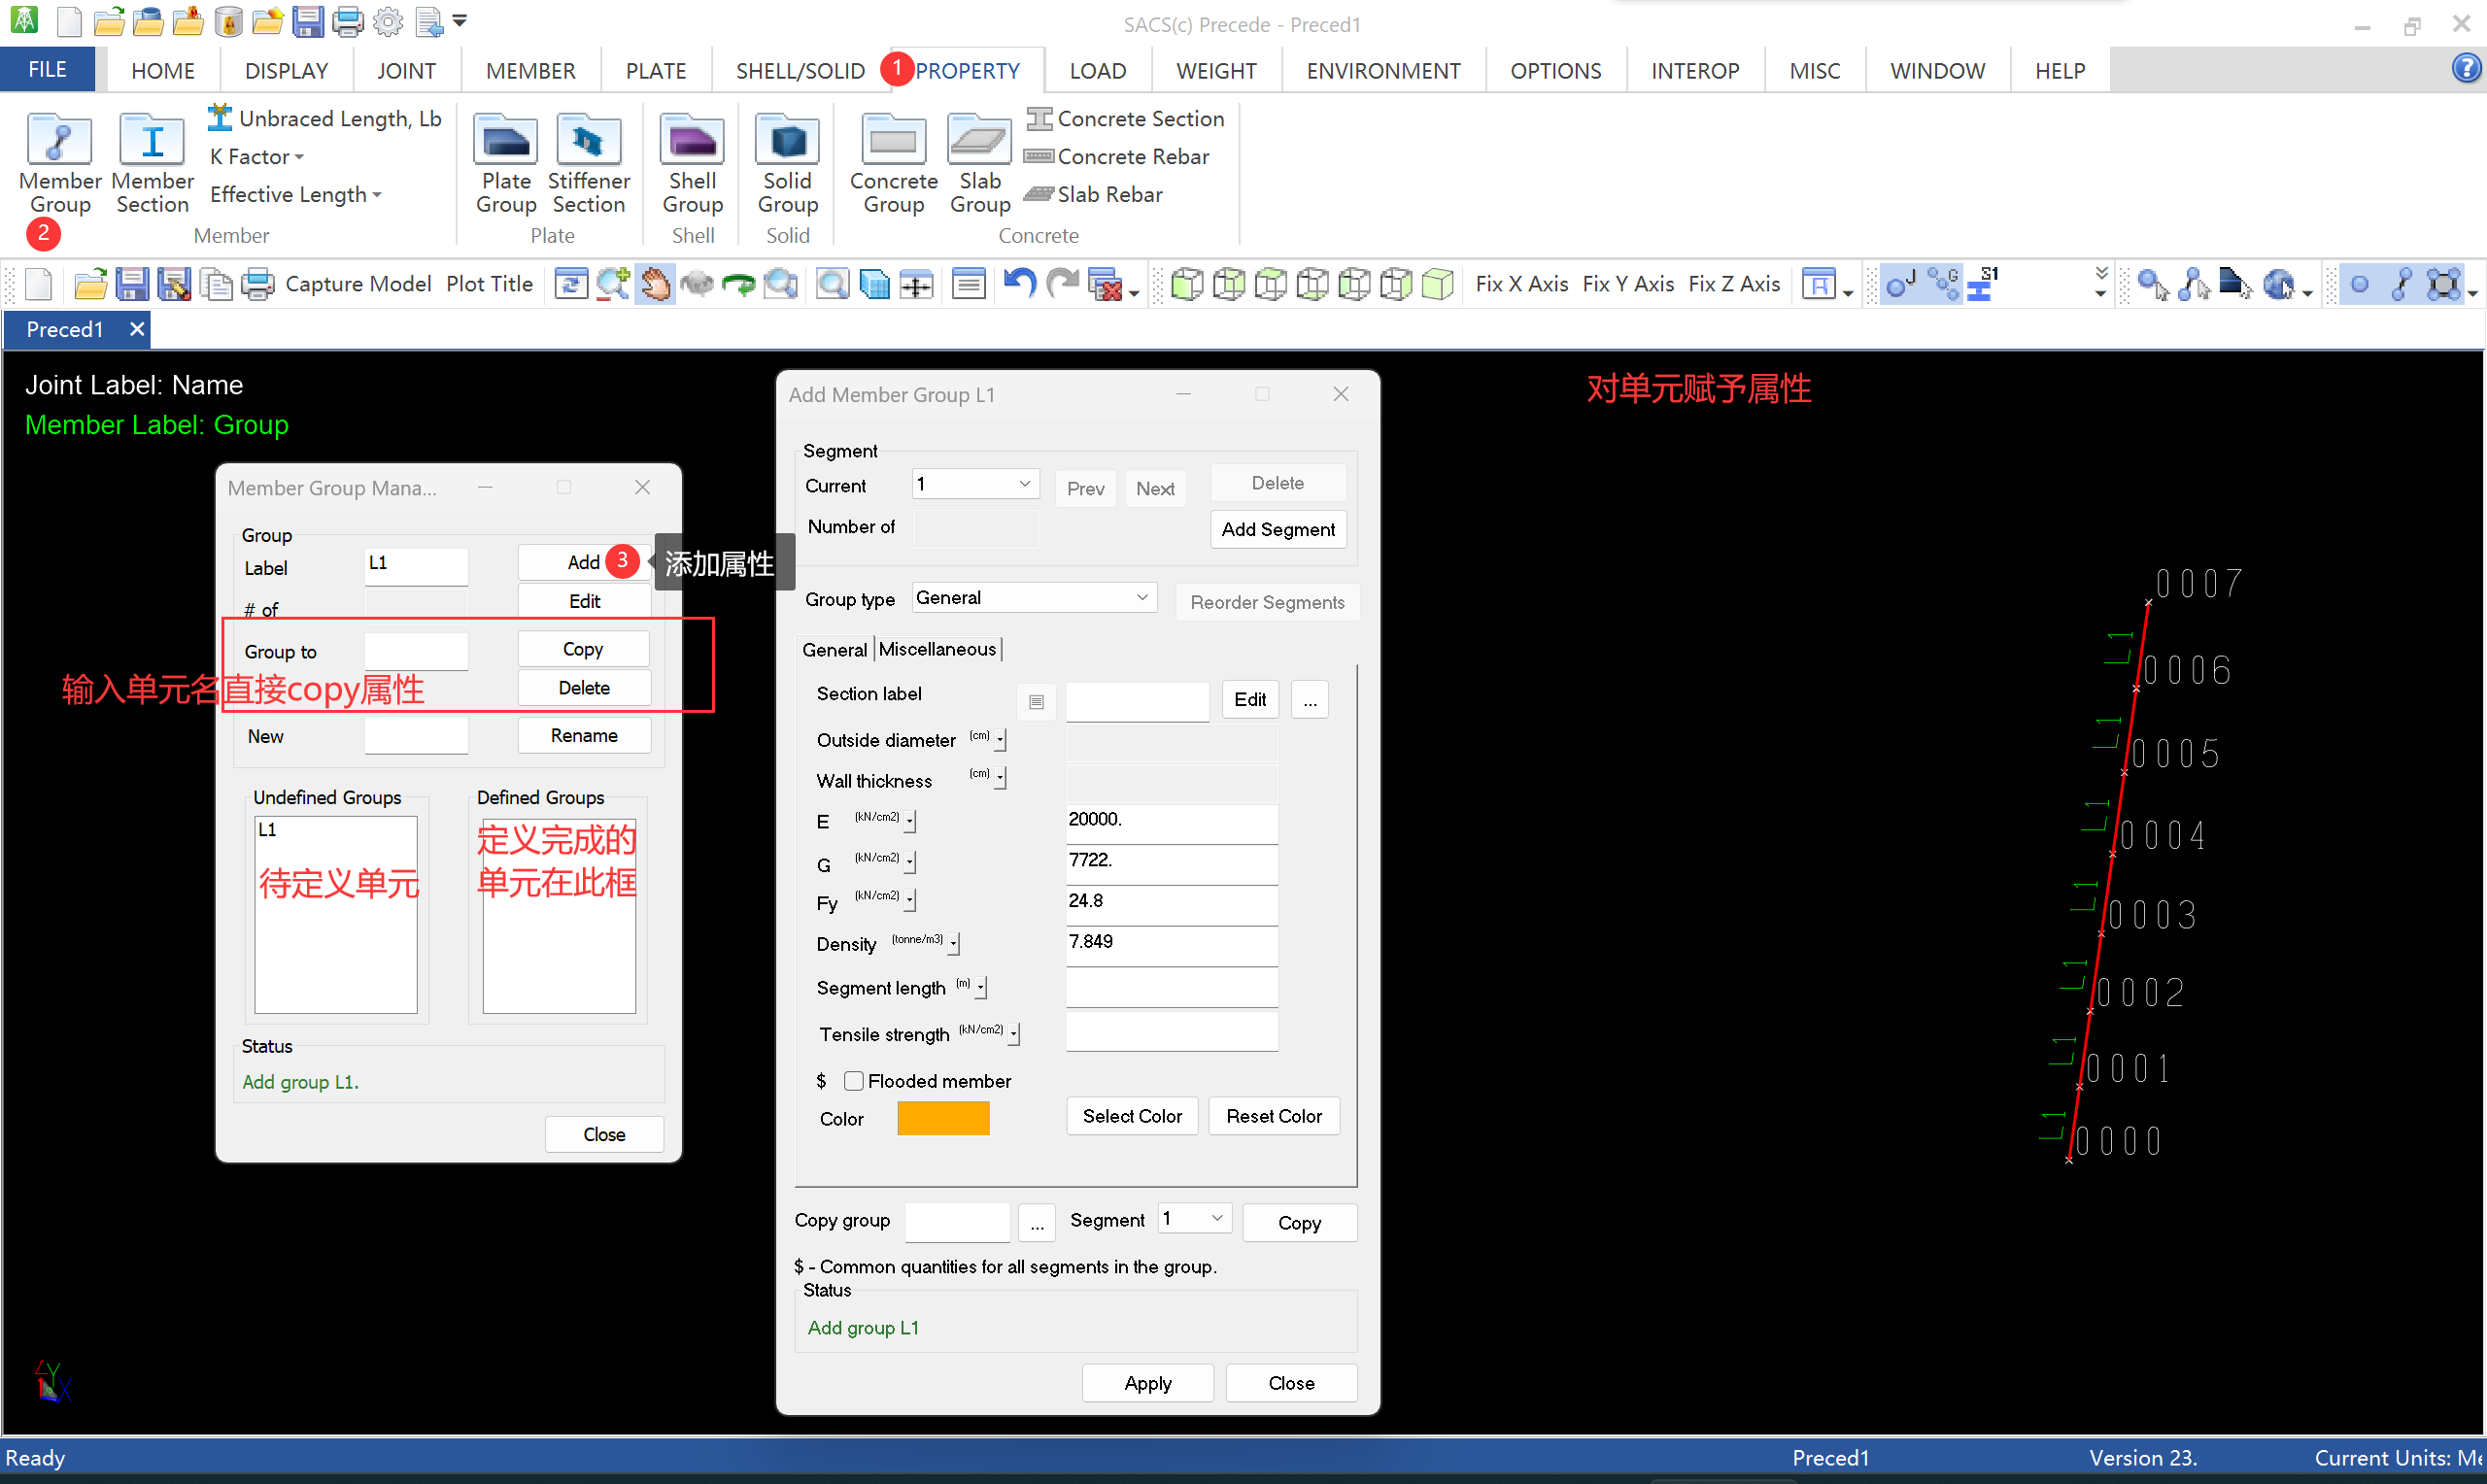 SACS(c) Precede - Preced1
FILE HOME DISPLAY JOINT MEMBER PLATE SHELL/SOLID 1 PROPERTY LOAD WEIGHT ENVIRONMENT OPTIONS INTEROP MISC WINDOW HELP
Member Group
2
Member Section
Unbraced Length, Lb
K Factor
Effective Length
Member
Plate Group
Stiffener Section
Plate
Shell Group
Shell
Solid Group
Solid
Concrete Group
Slab Group
Concrete Section
Concrete Rebar
Slab Rebar
Concrete
Capture Model Plot Title Fix X Axis Fix Y Axis Fix Z Axis
Preced1
Joint Label: Name
Member Label: Group
对单元赋予属性
Member Group Mana...
Group
Label L1 Add 3 添加属性
# of Edit
Group to Copy
输入单元名直接copy属性 Delete
New Rename
Undefined Groups Defined Groups
L1
待定义单元
定义完成的
单元在此框
Status
Add group L1.
Close
Add Member Group L1
Segment
Current 1 Prev Next Delete
Number of Add Segment
Group type General Reorder Segments
General Miscellaneous
Section label Edit ...
Outside diameter (cm)
Wall thickness (cm)
E (kN/cm2) 20000.
G (kN/cm2) 7722.
Fy (kN/cm2) 24.8
Density (tonne/m3) 7.849
Segment length (m)
Tensile strength (kN/cm2)
$ Flooded member
Color Select Color Reset Color
Copy group ... Segment 1 Copy
$ - Common quantities for all segments in the group.
Status
Add group L1
Apply Close
0007
L1
0006
L1
0005
L1
0004
L1
0003
L1
0002
L1
0001
L1
0000
Z Y X
Ready Preced1 Version 23. Current Units: Me